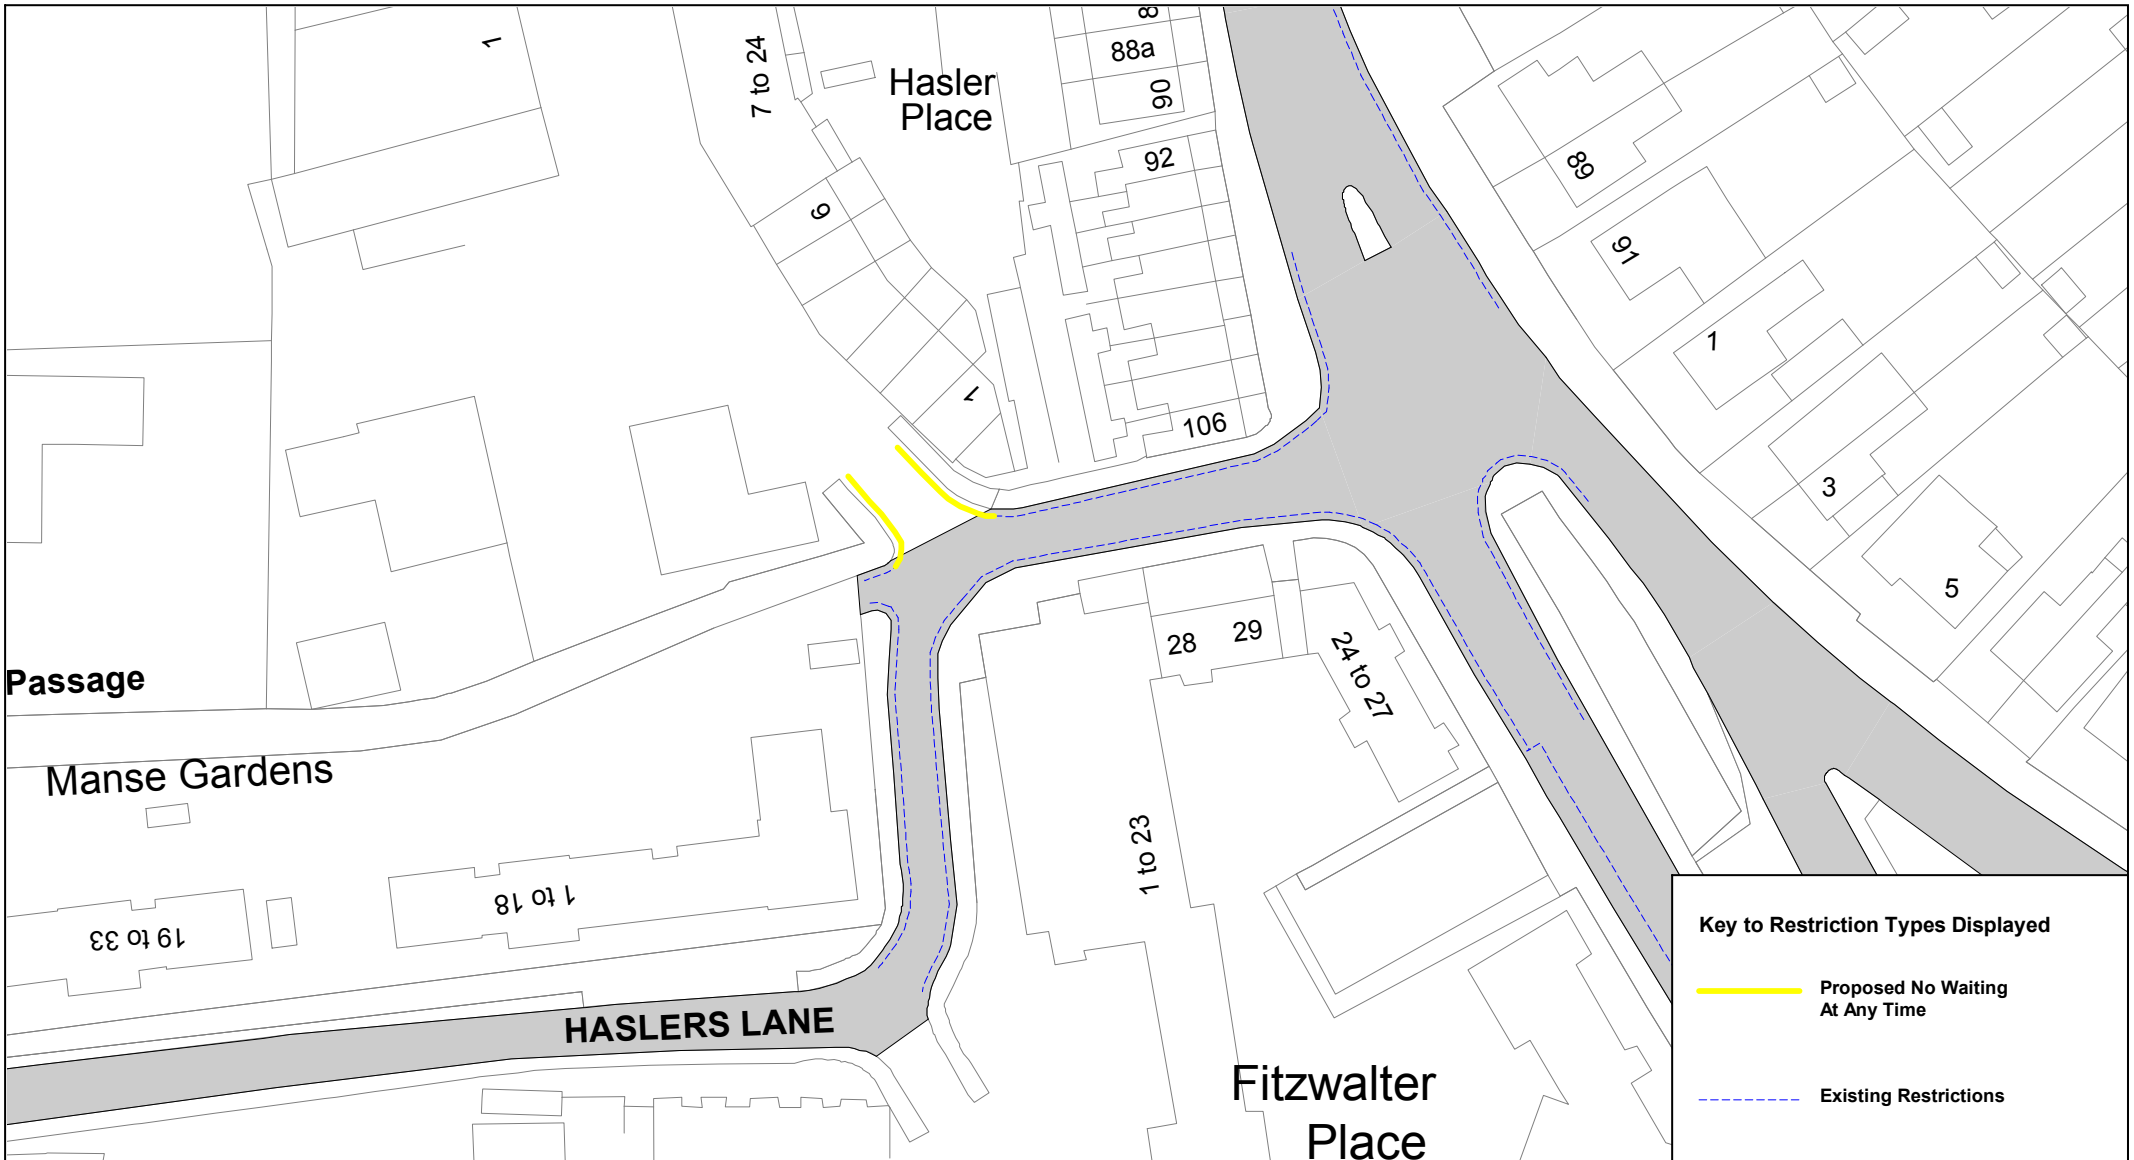 1
7 to 24
Hasler
Place
8
88a
90
92
89
9
91
1
1
106
3
5
28
29
24 to 27
Passage
Manse Gardens
1 to 23
1 to 18
19 to 33
HASLERS LANE
Fitzwalter
Place
Key to Restriction Types Displayed
Proposed No Waiting
At Any Time
Existing Restrictions